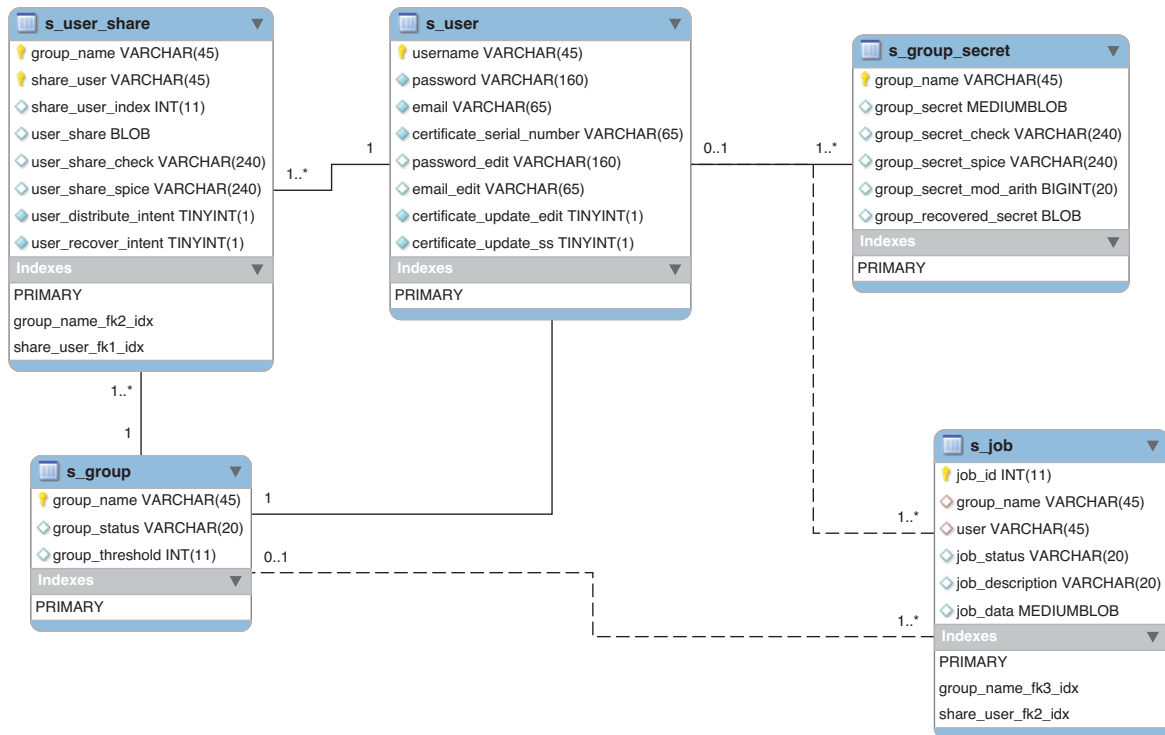 s_user_share
group_name VARCHAR(45)
share_user VARCHAR(45)
share_user_index INT(11)
user_share BLOB
user_share_check VARCHAR(240)
user_share_spice VARCHAR(240)
user_distribute_intent TINYINT(1)
user_recover_intent TINYINT(1)
Indexes
PRIMARY
group_name_fk2_idx
share_user_fk1_idx
1..*
1
s_user
username VARCHAR(45)
password VARCHAR(160)
email VARCHAR(65)
certificate_serial_number VARCHAR(65)
password_edit VARCHAR(160)
email_edit VARCHAR(65)
certificate_update_edit TINYINT(1)
certificate_update_ss TINYINT(1)
Indexes
PRIMARY
0..1
1..*
s_group_secret
group_name VARCHAR(45)
group_secret MEDIUMBLOB
group_secret_check VARCHAR(240)
group_secret_spice VARCHAR(240)
group_secret_mod_arith BIGINT(20)
group_recovered_secret BLOB
Indexes
PRIMARY
1..*
1
s_group
group_name VARCHAR(45)
group_status VARCHAR(20)
group_threshold INT(11)
Indexes
PRIMARY
1
0..1
1..*
1..*
s_job
job_id INT(11)
group_name VARCHAR(45)
user VARCHAR(45)
job_status VARCHAR(20)
job_description VARCHAR(20)
job_data MEDIUMBLOB
Indexes
PRIMARY
group_name_fk3_idx
share_user_fk2_idx